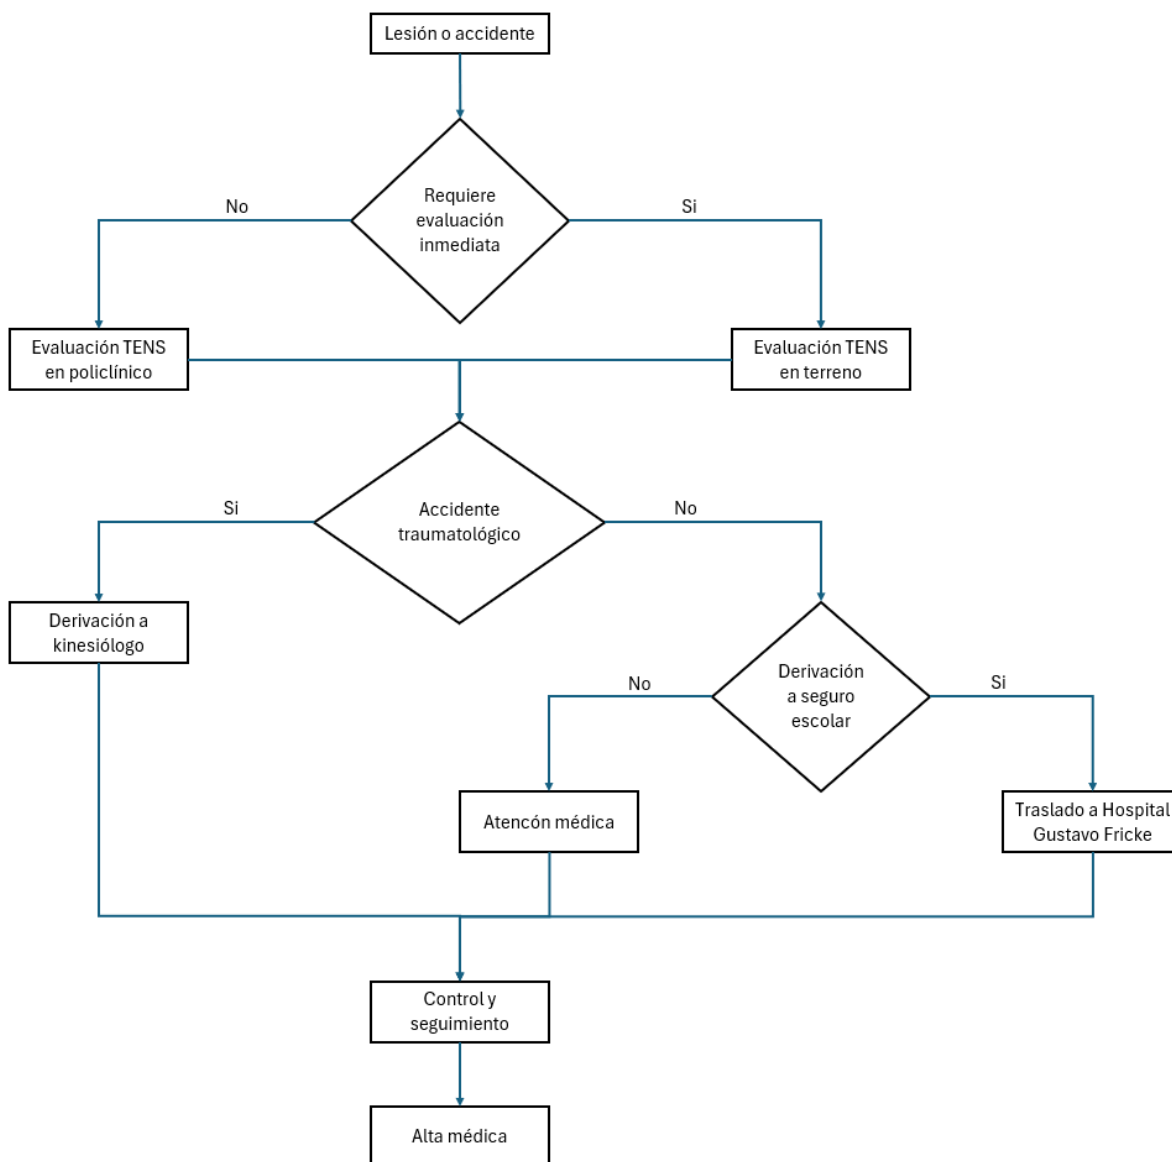 Lesión o accidente
Requiere
evaluación
inmediata
No
Si
Evaluación TENS
en policlínico
Evaluación TENS
en terreno
Accidente
traumatológico
Si
No
Derivación a
kinesiólogo
Derivación
a seguro
escolar
No
Si
Atencón médica
Traslado a Hospital
Gustavo Fricke
Control y
seguimiento
Alta médica